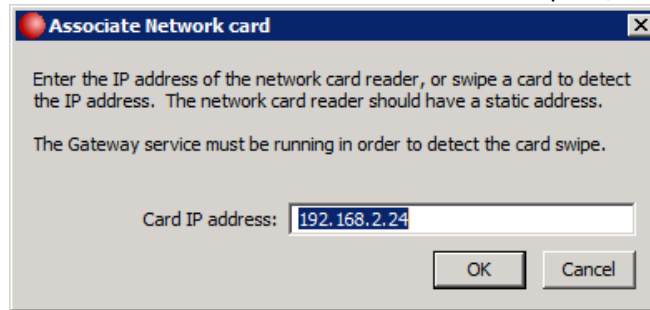 Associate Network card
Enter the IP address of the network card reader, or swipe a card to detect
the IP address. The network card reader should have a static address.
The Gateway service must be running in order to detect the card swipe.
Card IP address: 192.168.2.24
OK Cancel